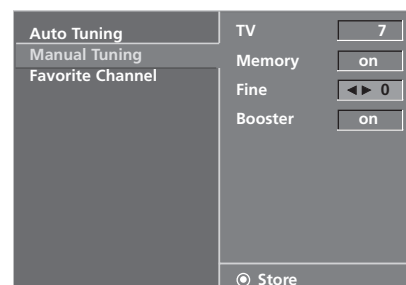 Auto Tuning
Manual Tuning
Favorite Channel
TV 7
Memory on
Fine ◄► 0
Booster on
Store